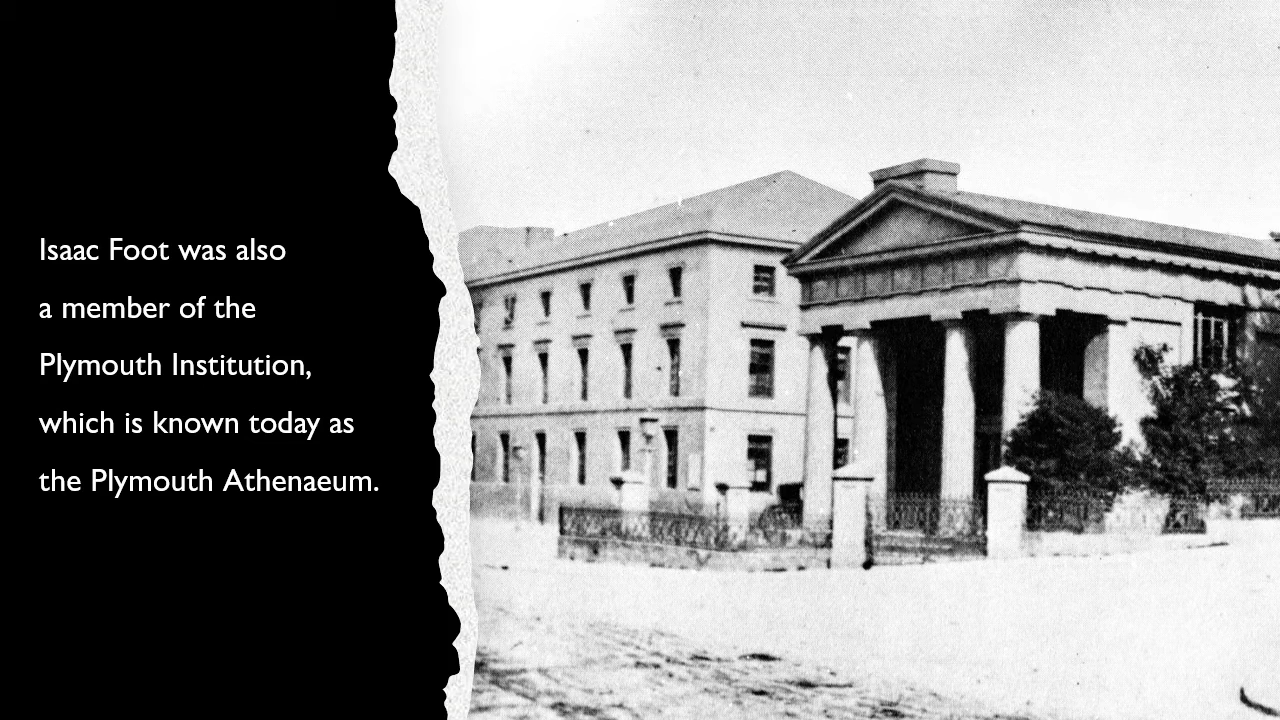 Isaac Foot was also
a member of the
Plymouth Institution,
which is known today as
the Plymouth Athenaeum.